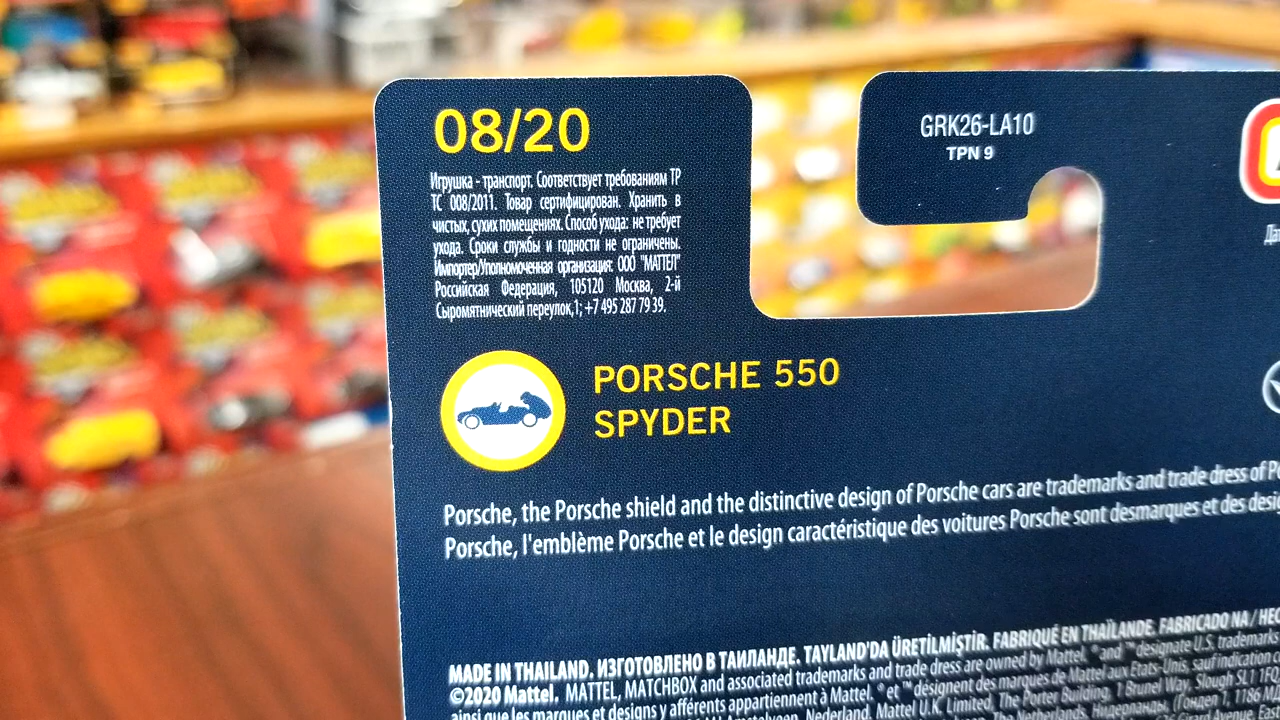 08/20
Игрушка - транспорт. Соответствует требованиям ТР
ТС 008/2011. Товар сертифицирован. Хранить в
чистых, сухих помещениях. Способ ухода: не требует
ухода. Сроки службы и годности не ограничены.
Импортер/Уполномоченная организация: ООО "МАТТЕЛ"
Российская Федерация, 105120 Москва, 2-й
Сыромятнический переулок,1; +7 495 287 79 39.
GRK26-LA10
TPN 9
PORSCHE 550
SPYDER
Porsche, the Porsche shield and the distinctive design of Porsche cars are trademarks and trade dress of
Porsche, l'emblème Porsche et le design caractéristique des voitures Porsche sont desmarques et des
MADE IN THAILAND. ИЗГОТОВЛЕНО В ТАИЛАНДЕ. TAYLAND'DA ÜRETİLMİŞTİR. FABRIQUÉ EN THAÏLANDE. FABRICADO NA /
©2020 Mattel. MATTEL, MATCHBOX and associated trademarks and trade dress are owned by Mattel. ® and ™ designate U.S. trademarks
ainsi que les marques et designs y afférents appartiennent à Mattel. ® et ™ désignent des marques de Mattel aux États-Unis, sauf indication
Nederland. Mattel U.K. Limited, The Porter Building, 1 Brunel Way, Slough SL1